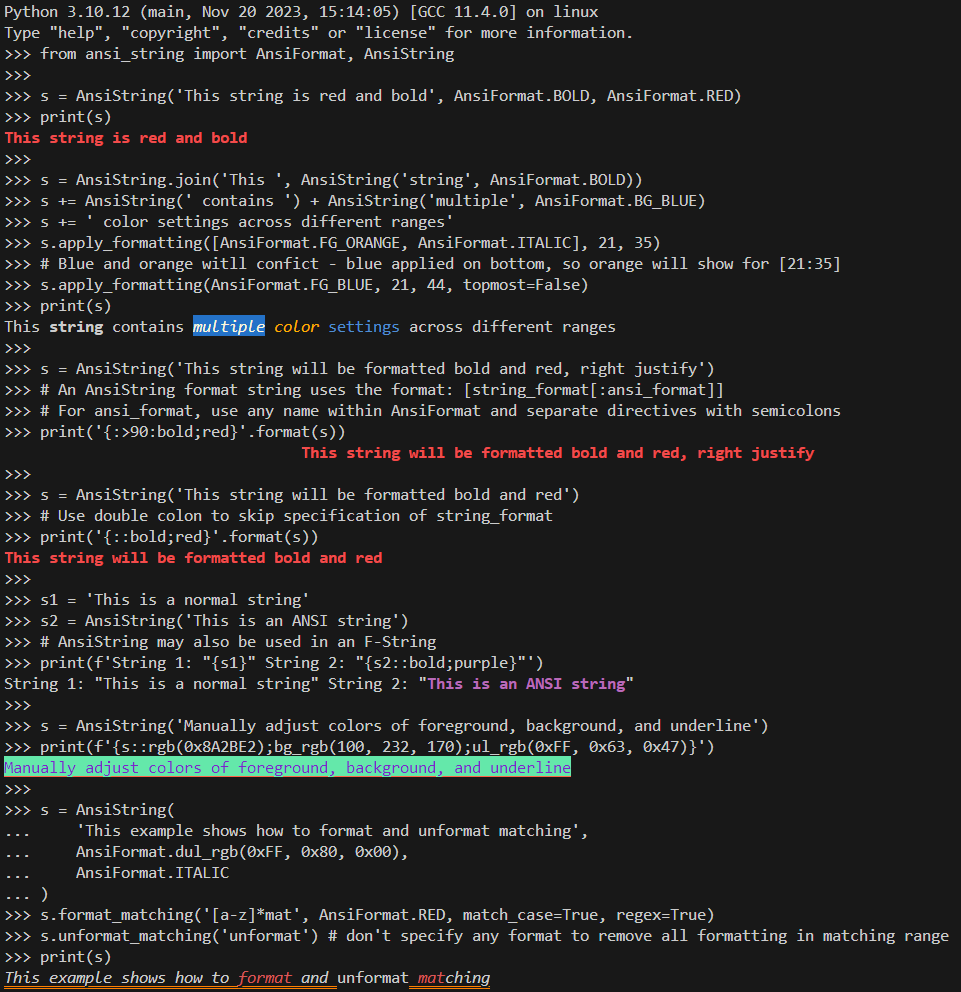 Python 3.10.12 (main, Nov 20 2023, 15:14:05) [GCC 11.4.0] on linux
Type "help", "copyright", "credits" or "license" for more information.
>>> from ansi_string import AnsiFormat, AnsiString
>>>
>>> s = AnsiString('This string is red and bold', AnsiFormat.BOLD, AnsiFormat.RED)
>>> print(s)
This string is red and bold
>>>
>>> s = AnsiString.join('This ', AnsiString('string', AnsiFormat.BOLD))
>>> s += AnsiString(' contains ') + AnsiString('multiple', AnsiFormat.BG_BLUE)
>>> s += ' color settings across different ranges'
>>> s.apply_formatting([AnsiFormat.FG_ORANGE, AnsiFormat.ITALIC], 21, 35)
>>> # Blue and orange witll confict - blue applied on bottom, so orange will show for [21:35]
>>> s.apply_formatting(AnsiFormat.FG_BLUE, 21, 44, topmost=False)
>>> print(s)
This string contains multiple color settings across different ranges
>>>
>>> s = AnsiString('This string will be formatted bold and red, right justify')
>>> # An AnsiString format string uses the format: [string_format[:ansi_format]]
>>> # For ansi_format, use any name within AnsiFormat and separate directives with semicolons
>>> print('{:>90:bold;red}'.format(s))
This string will be formatted bold and red, right justify
>>>
>>> s = AnsiString('This string will be formatted bold and red')
>>> # Use double colon to skip specification of string_format
>>> print('{::bold;red}'.format(s))
This string will be formatted bold and red
>>>
>>> s1 = 'This is a normal string'
>>> s2 = AnsiString('This is an ANSI string')
>>> # AnsiString may also be used in an F-String
>>> print(f'String 1: "{s1}" String 2: "{s2::bold;purple}"')
String 1: "This is a normal string" String 2: "This is an ANSI string"
>>>
>>> s = AnsiString('Manually adjust colors of foreground, background, and underline')
>>> print(f'{s::rgb(0x8A2BE2);bg_rgb(100, 232, 170);ul_rgb(0xFF, 0x63, 0x47)}')
Manually adjust colors of foreground, background, and underline
>>>
>>> s = AnsiString(
...     'This example shows how to format and unformat matching',
...     AnsiFormat.dul_rgb(0xFF, 0x80, 0x00),
...     AnsiFormat.ITALIC
... )
>>> s.format_matching('[a-z]*mat', AnsiFormat.RED, match_case=True, regex=True)
>>> s.unformat_matching('unformat') # don't specify any format to remove all formatting in matching range
>>> print(s)
This example shows how to format and unformat matching